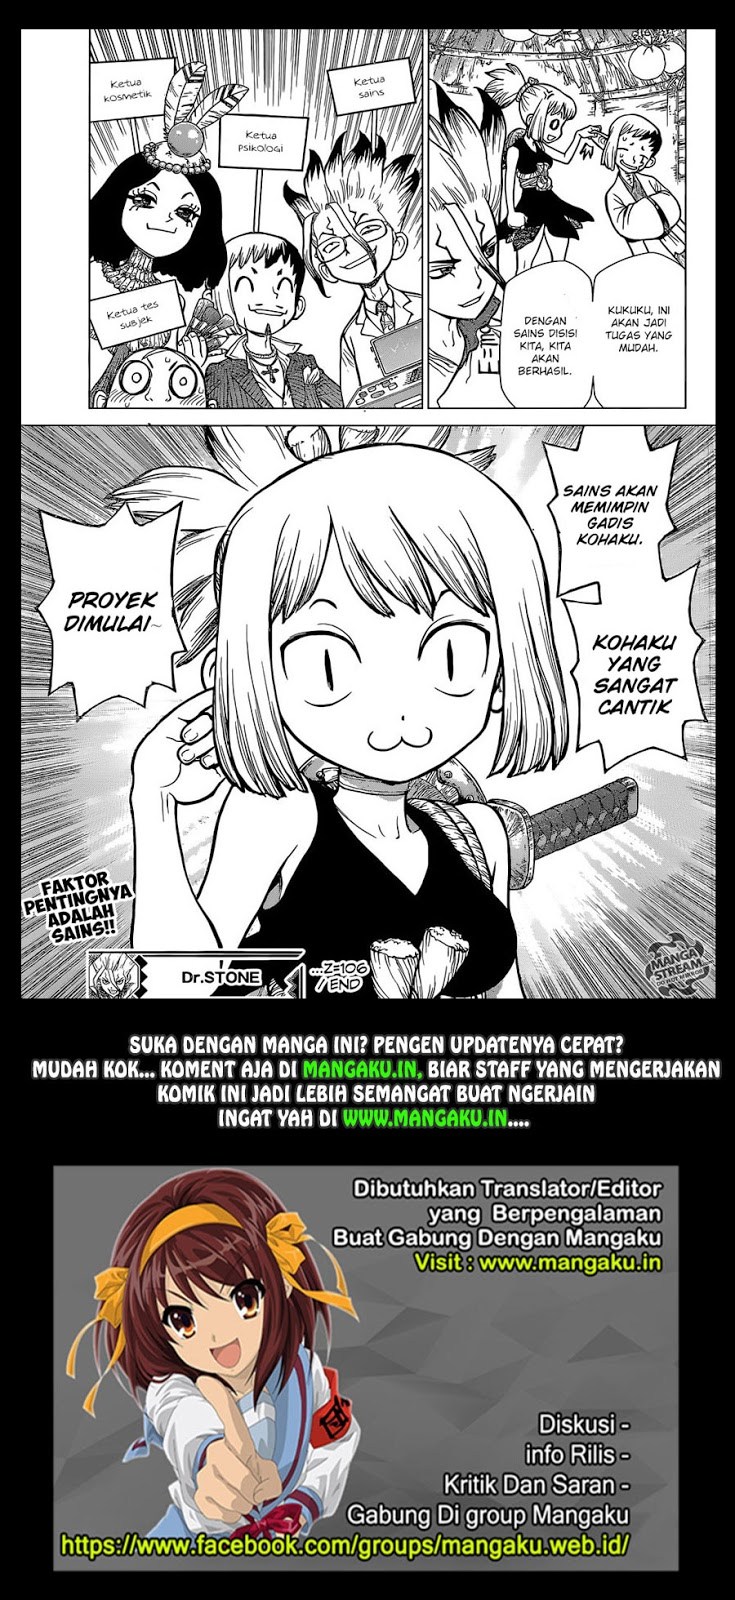 Ketua
kosmetik
Ketua
psikologi
Ketua
sains
Ketua tes
subjek
KUKUKU, INI
AKAN JADI
TUGAS YANG
MUDAH.
DENGAN
SAINS DISISI
KITA, KITA
AKAN
BERHASIL.
SAINS AKAN
MEMIMPIN
GADIS
KOHAKU.
PROYEK
DIMULAI~
KOHAKU
YANG
SANGAT
CANTIK
FAKTOR
PENTINGNYA
ADALAH
SAINS!!
Dr.STONE
...Z=106
/END
MANGA
STREAM
SUKA DENGAN MANGA INI? PENGEN UPDATENYA CEPAT?
MUDAH KOK... KOMENT AJA DI MANGAKU.IN, BIAR STAFF YANG MENGERJAKAN
KOMIK INI JADI LEBIH SEMANGAT BUAT NGERJAIN
INGAT YAH DI WWW.MANGAKU.IN....
Dibutuhkan Translator/Editor
yang Berpengalaman
Buat Gabung Dengan Mangaku
Visit : www.mangaku.in
Diskusi -
info Rilis -
Kritik Dan Saran -
Gabung Di group Mangaku
https://www.facebook.com/groups/mangaku.web.id/